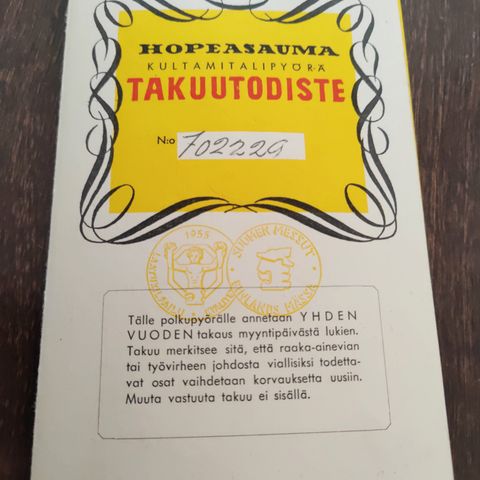 HOPEASAUMA
KULTAMITALIPYÖRÄ
TAKUUTODISTE
N:o 702229
1955
SUOMEN MESSUT
FINLANDS MÄSSA
Tälle polkupyörälle annetaan YHDEN
VUODEN takaus myyntipäivästä lukien.
Takuu merkitsee sitä, että raaka-ainevian
tai työvirheen johdosta viallisiksi todetta-
vat osat vaihdetaan korvauksetta uusiin.
Muuta vastuuta takuu ei sisällä.